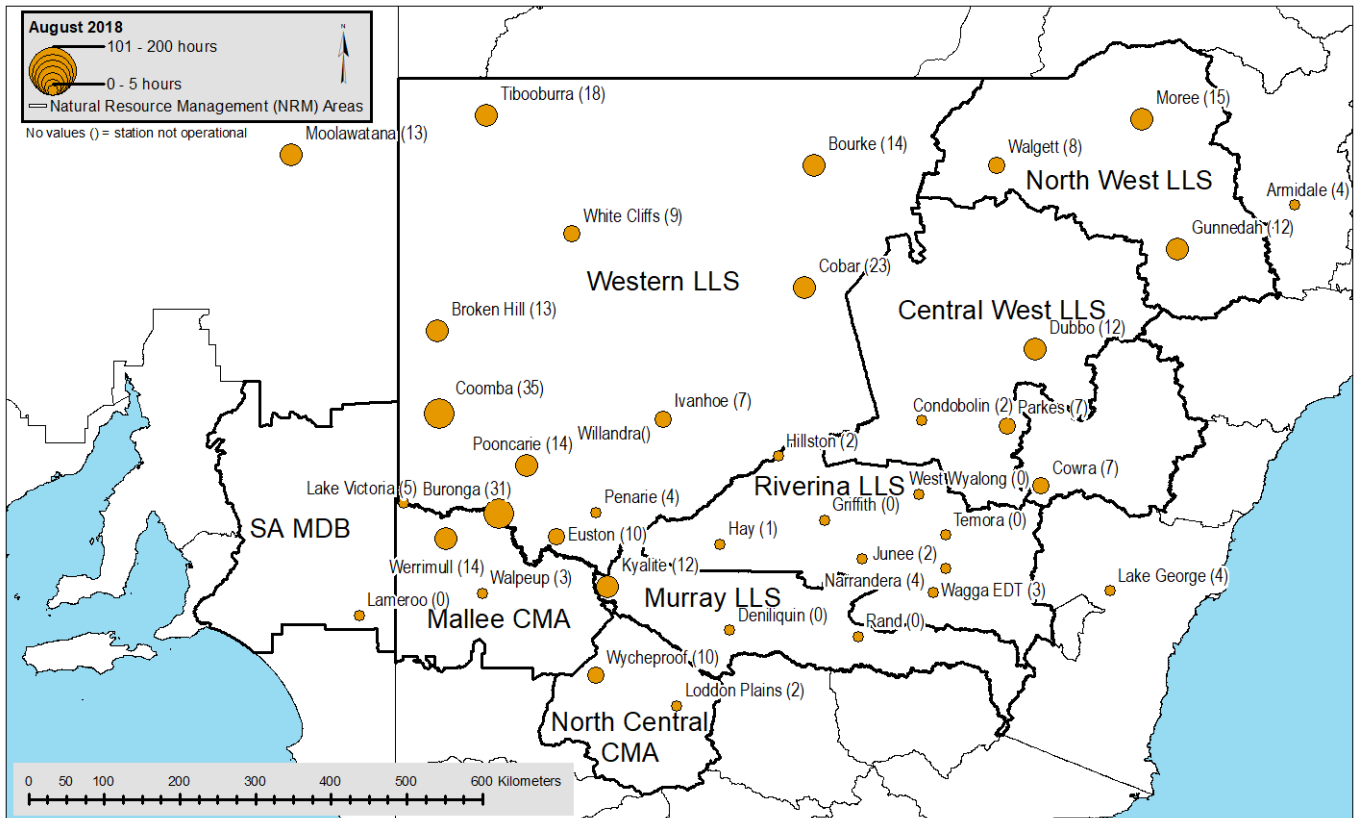 August 2018
N
101 - 200 hours
0 - 5 hours
Natural Resource Management (NRM) Areas
No values () = station not operational
Moolawatana (13)
Tibooburra (18)
Moree (15)
Bourke (14)
Walgett (8)
North West LLS
Armidale (4)
White Cliffs (9)
Gunnedah (12)
Cobar (23)
Western LLS
Broken Hill (13)
Central West LLS
Dubbo (12)
Coomba (35)
Ivanhoe (7)
Condobolin (2)
Parkes (7)
Willandra()
Pooncarie (14)
Hillston (2)
Cowra (7)
Lake Victoria (5)
Buronga (31)
Riverina LLS
West Wyalong (0)
Penarie (4)
Griffith (0)
Temora (0)
SA MDB
Euston (10)
Hay (1)
Junee (2)
Werrimull (14)
Walpeup (3)
Kyalite (12)
Narrandera (4)
Wagga EDT (3)
Lake George (4)
Lameroo (0)
Mallee CMA
Murray LLS
Deniliquin (0)
Rand (0)
Wycheproof (10)
Loddon Plains (2)
North Central
CMA
0 50 100 200 300 400 500 600 Kilometers